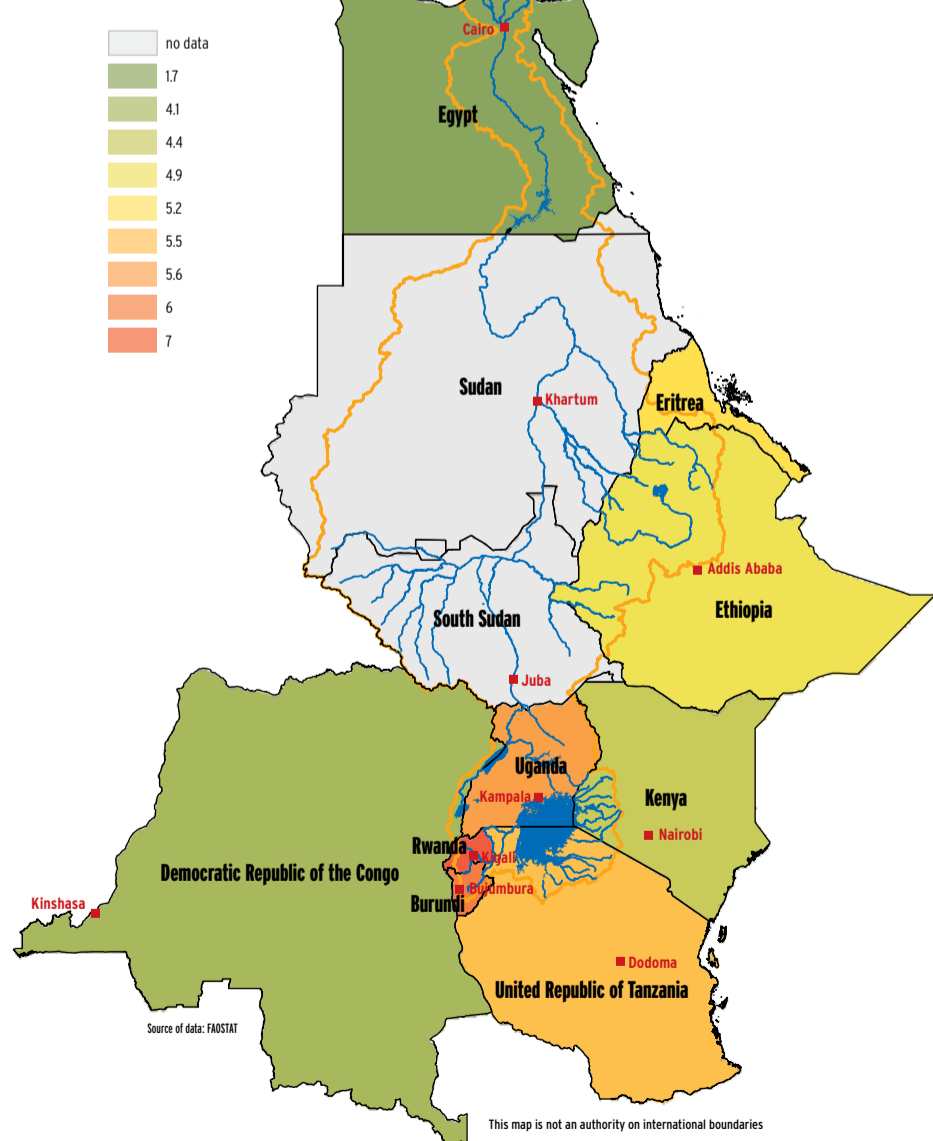 no data
1.7
4.1
4.4
4.9
5.2
5.5
5.6
6
7
Cairo
Egypt
Sudan
Khartum
Eritrea
Addis Ababa
Ethiopia
South Sudan
Juba
Uganda
Kampala
Kenya
Nairobi
Rwanda
Kigali
Democratic Republic of the Congo
Bujumbura
Burundi
Kinshasa
Dodoma
United Republic of Tanzania
Source of data: FAOSTAT
This map is not an authority on international boundaries